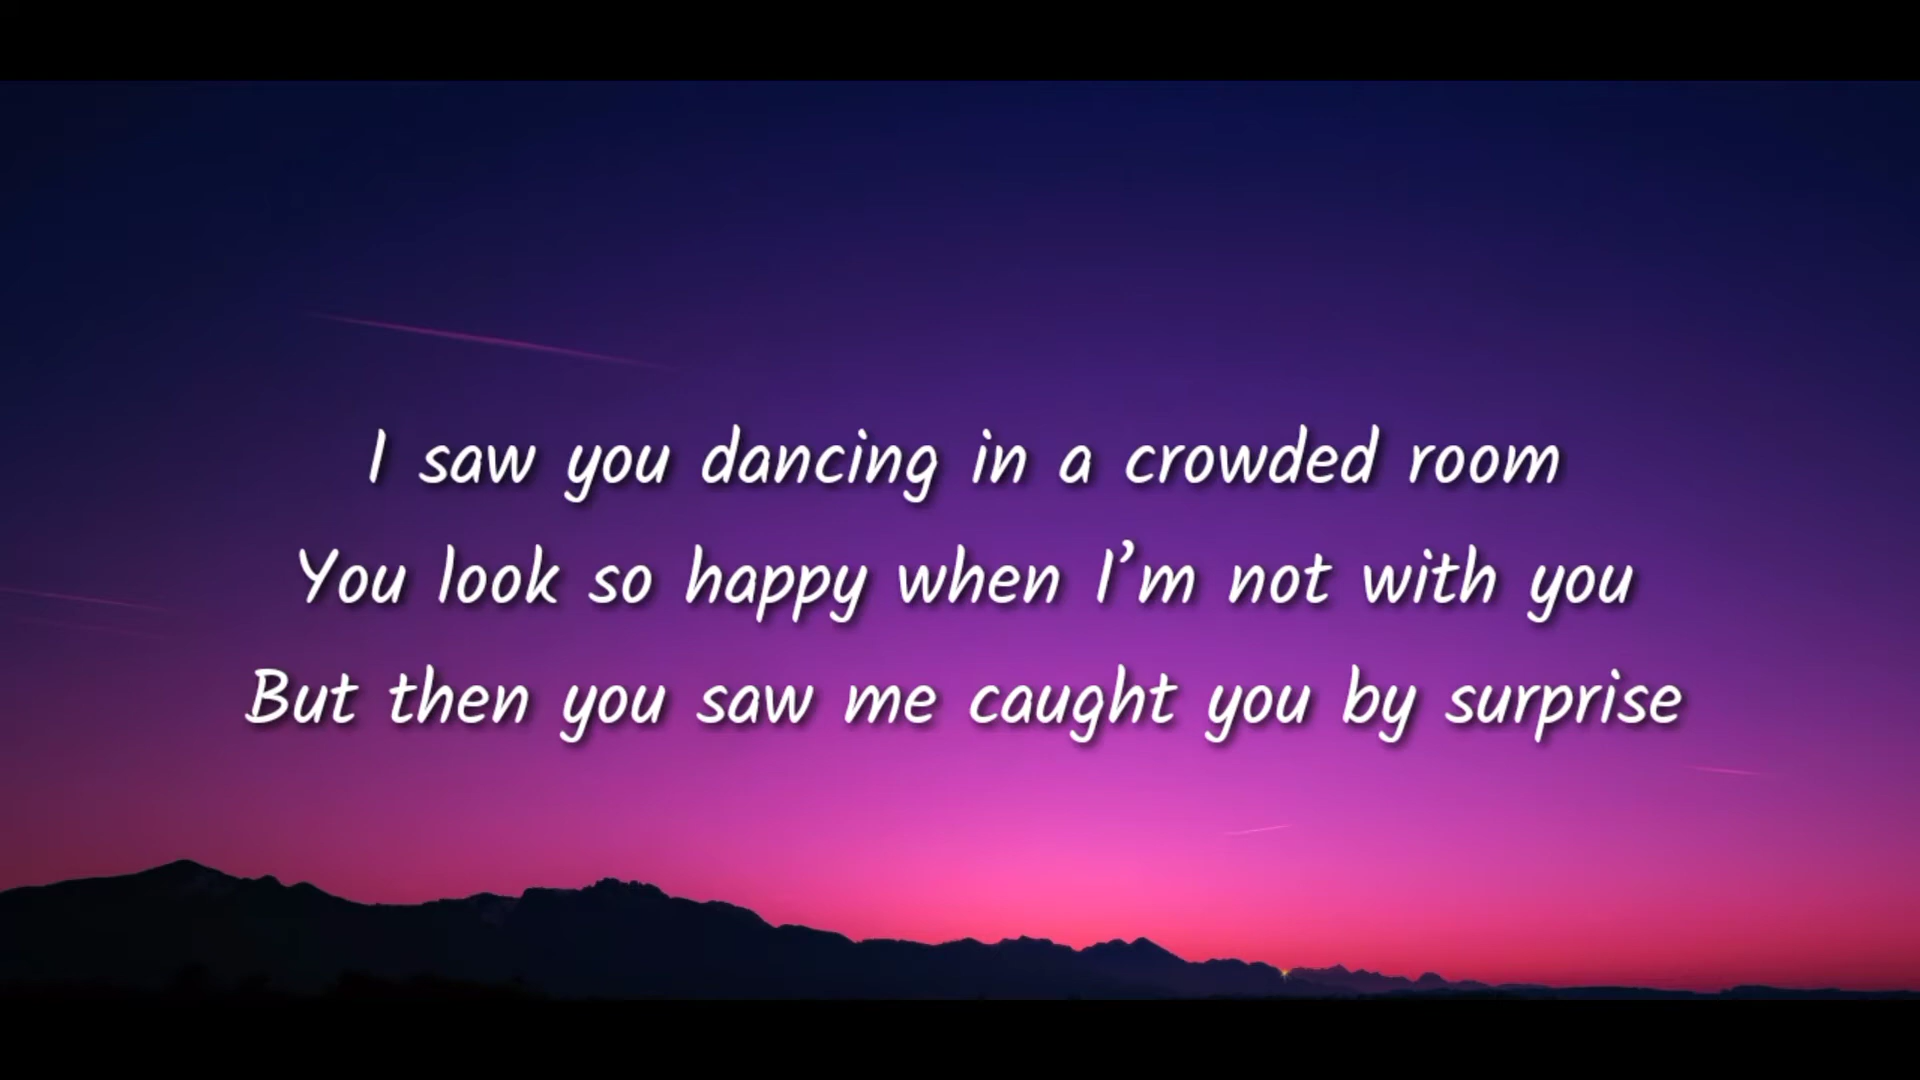 I saw you dancing in a crowded room
You look so happy when I’m not with you
But then you saw me caught you by surprise